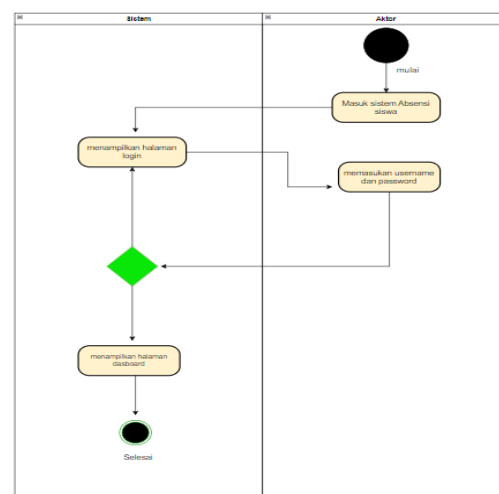 Sistem
Aktor
mulai
Masuk sistem Absensi
siswa
menampilkan halaman
login
memasukan username
dan password
menampilkan halaman
dasboard
Selesai